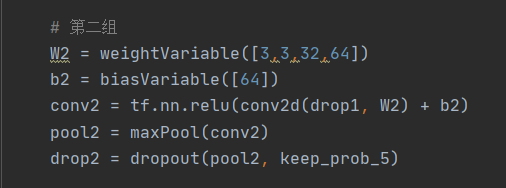 # 第二组
W2 = weightVariable([3,3,32,64])
b2 = biasVariable([64])
conv2 = tf.nn.relu(conv2d(drop1, W2) + b2)
pool2 = maxPool(conv2)
drop2 = dropout(pool2, keep_prob_5)